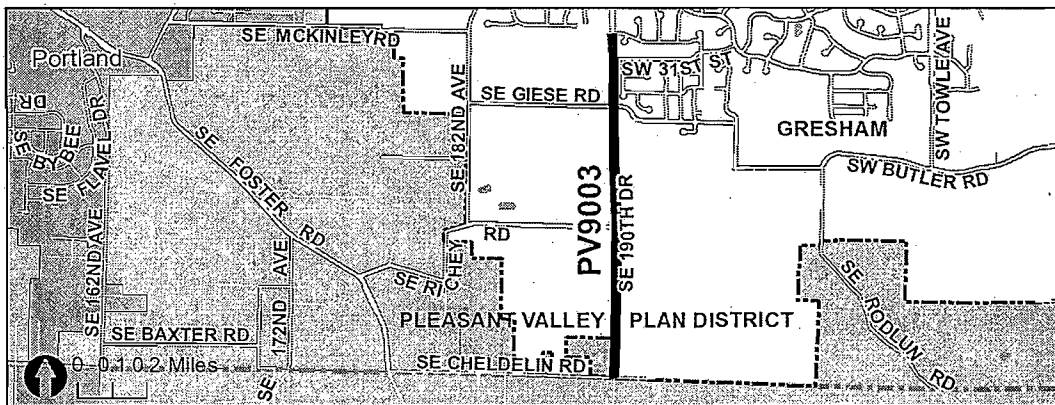 SE MCKINLEY RD
Portland
SW 31ST ST
SE GIESE RD
SE 182ND AVE
SW TOWLE AVE
GRESHAM
SW BUTLER RD
SE BYBEE DR
SE FLAVEL DR
SE FOSTER RD
PV9003
SE 190TH DR
SE RICHEY RD
SE 162ND AVE
SE 172ND AVE
SE RODLUN RD
PLEASANT VALLEY PLAN DISTRICT
SE BAXTER RD
SE CHELDELIN RD
0 0.1 0.2 Miles